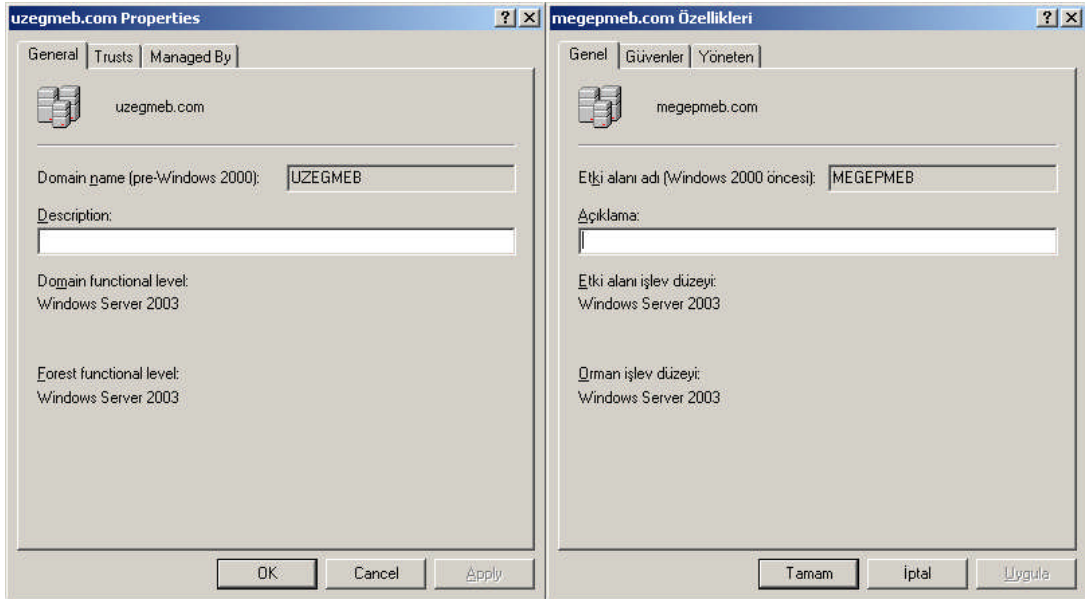 uzegmeb.com Properties
General Trusts Managed By
uzegmeb.com
Domain name (pre-Windows 2000): UZEGMEB
Description:
Domain functional level:
Windows Server 2003
Forest functional level:
Windows Server 2003
OK Cancel Apply
megepmeb.com Özellikleri
Genel Güvenler Yöneten
megepmeb.com
Etki alanı adı (Windows 2000 öncesi): MEGEPMEB
Açıklama:
Etki alanı işlev düzeyi:
Windows Server 2003
Orman işlev düzeyi:
Windows Server 2003
Tamam İptal Uygula